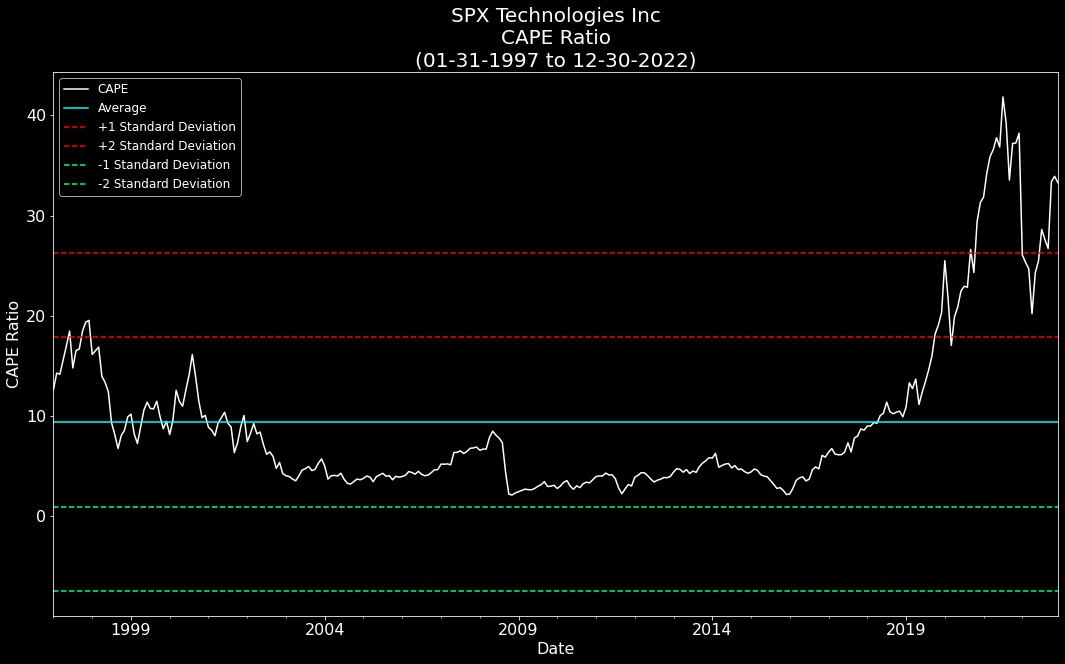 SPX Technologies Inc
CAPE Ratio
(01-31-1997 to 12-30-2022)
CAPE
Average
+1 Standard Deviation
+2 Standard Deviation
-1 Standard Deviation
-2 Standard Deviation
40
30
20
10
0
CAPE Ratio
1999
2004
2009
2014
2019
Date